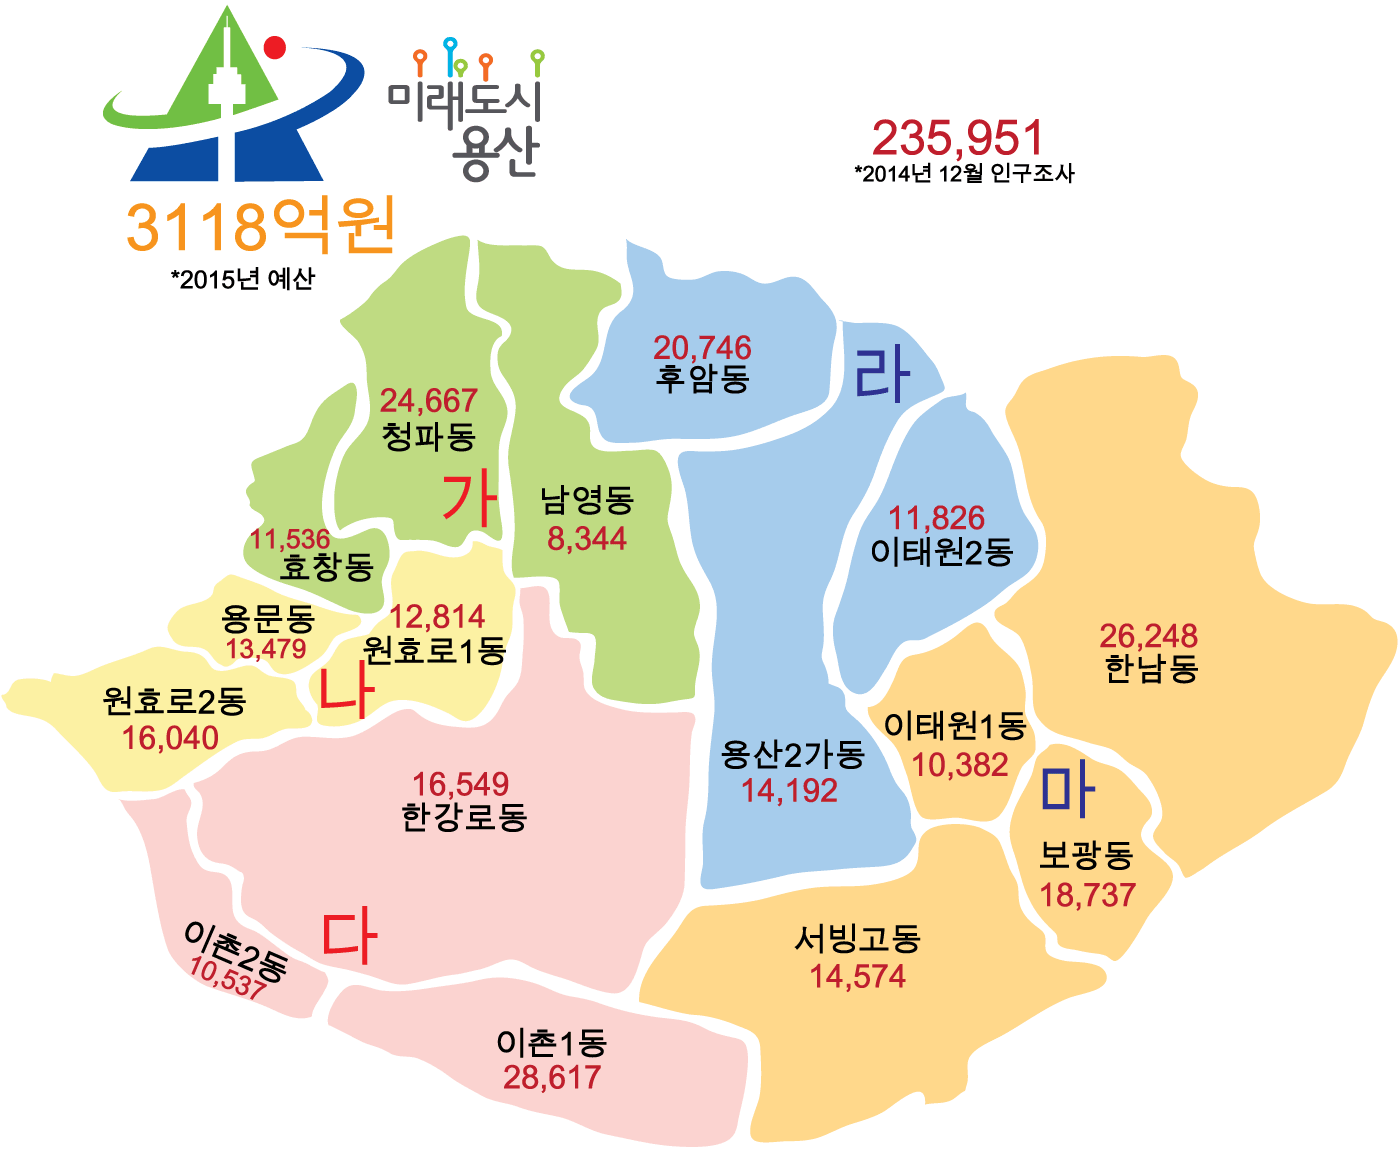 미래도시
용산
235,951
*2014년 12월 인구조사
3118억원
*2015년 예산
20,746
후암동
라
24,667
청파동
가
남영동
8,344
11,826
이태원2동
11,536
효창동
용문동
13,479
12,814
원효로1동
나
26,248
한남동
원효로2동
16,040
이태원1동
10,382
용산2가동
14,192
마
16,549
한강로동
보광동
18,737
다
이촌2동
10,537
서빙고동
14,574
이촌1동
28,617